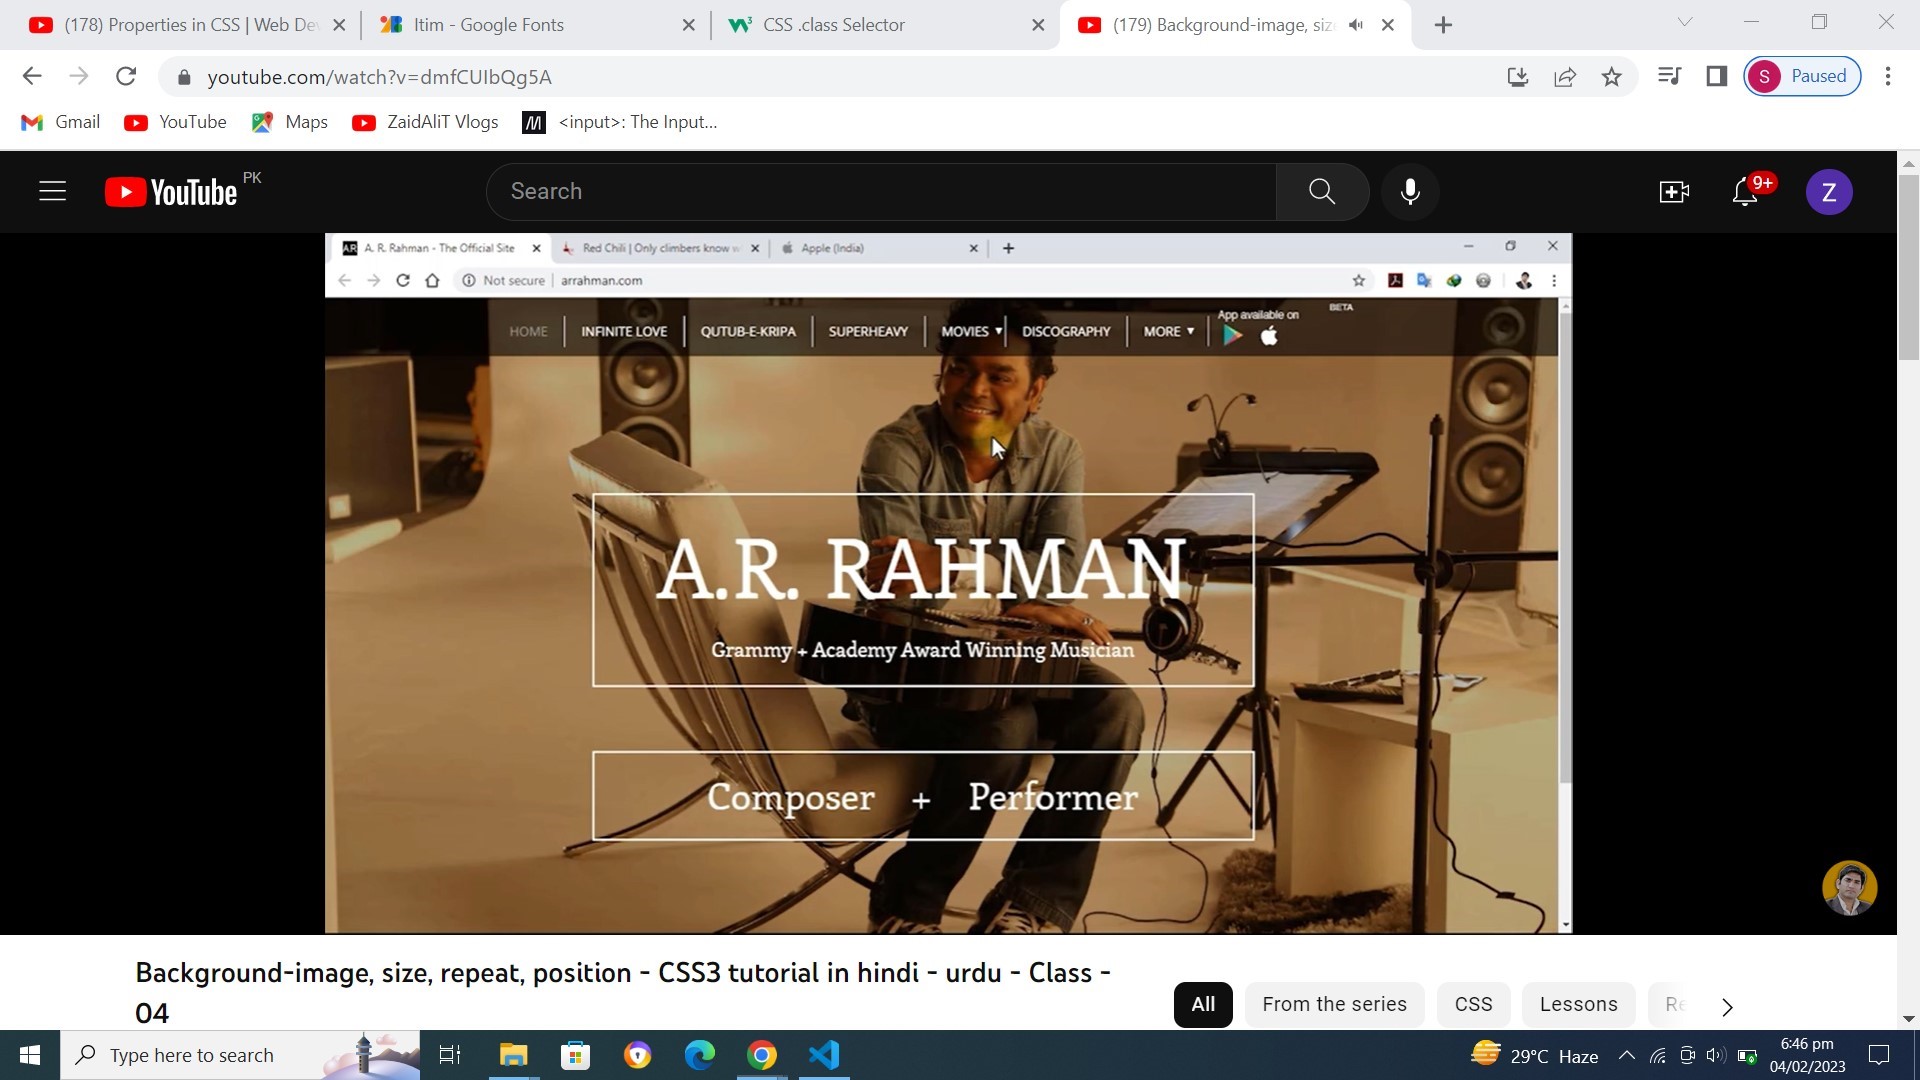 (178) Properties in CSS | Web De
Itim - Google Fonts
CSS .class Selector
(179) Background-image, siz
youtube.com/watch?v=dmfCUIbQg5A
S
Paused
Gmail
YouTube
Maps
ZaidAliT Vlogs
M
<input>: The Input...
YouTube
PK
Search
9+
Z
AR
A. R. Rahman - The Official Site
Red Chili | Only climbers know w
Apple (India)
Not secure | arrahman.com
HOME
INFINITE LOVE
QUTUB-E-KRIPA
SUPERHEAVY
MOVIES
DISCOGRAPHY
MORE
App available on
BETA
A.R. RAHMAN
Grammy + Academy Award Winning Musician
Composer + Performer
Background-image, size, repeat, position - CSS3 tutorial in hindi - urdu - Class -
04
All
From the series
CSS
Lessons
Re
Type here to search
29°C Haze
6:46 pm
04/02/2023